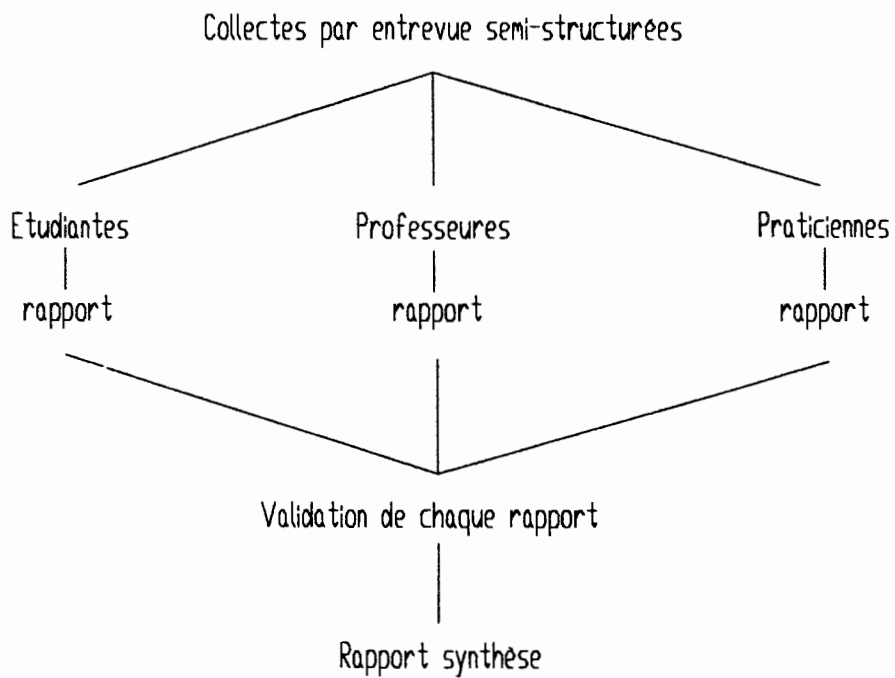 Collectes par entrevue semi-structurées
Etudiantes Professeures Praticiennes
rapport rapport rapport
Validation de chaque rapport
Rapport synthèse